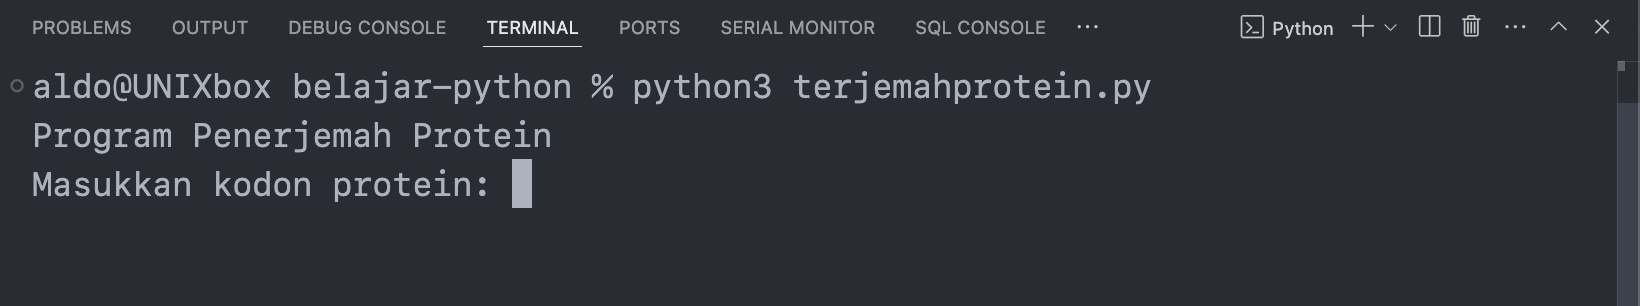 PROBLEMS OUTPUT DEBUG CONSOLE TERMINAL PORTS SERIAL MONITOR SQL CONSOLE ··· Python
aldo@UNIXbox belajar-python % python3 terjemahprotein.py
Program Penerjemah Protein
Masukkan kodon protein: